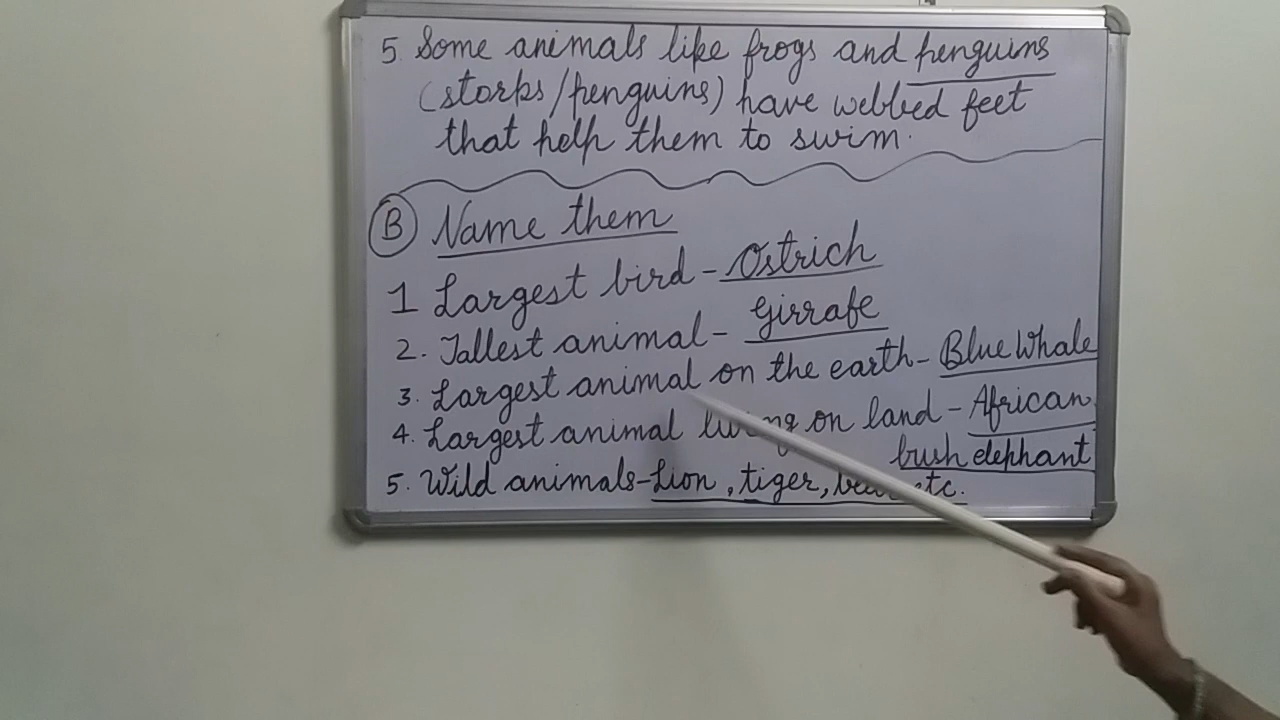 5. Some animals like frogs and penguins
(storks/penguins) have webbed feet
that help them to swim.
B Name them
1 Largest bird - Ostrich
2. Tallest animal - Girrafe
3. Largest animal on the earth - Blue Whale
4. Largest animal living on land - African
bush elephant
5. Wild animals - Lion, tiger, bear etc.